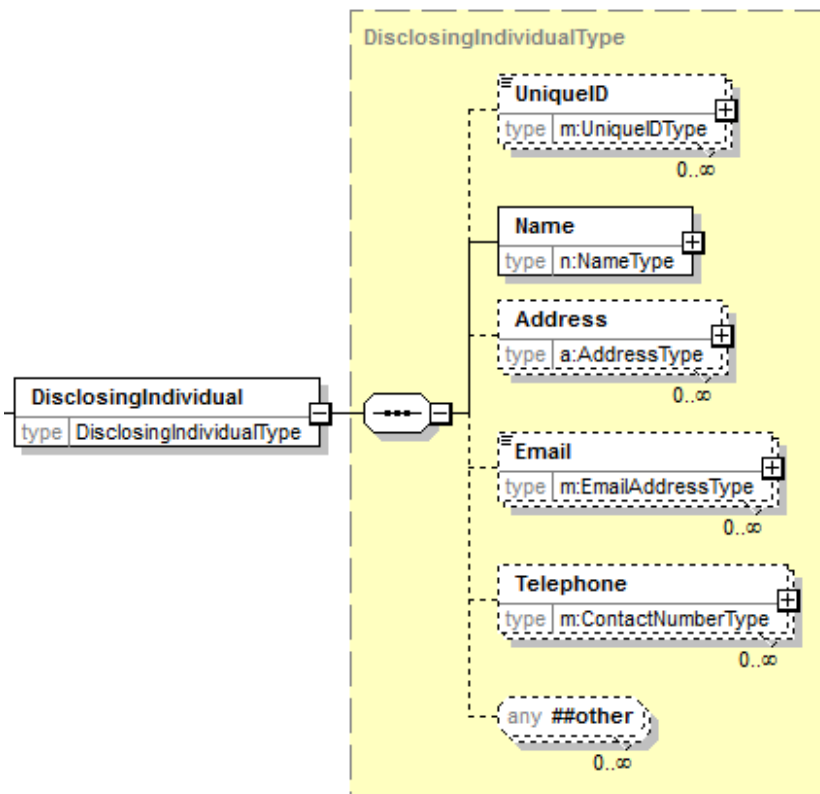 DisclosingIndividualType
UniqueID
type m:UniqueIDType
0..∞
Name
type n:NameType
Address
type a:AddressType
0..∞
DisclosingIndividual
type DisclosingIndividualType
Email
type m:EmailAddressType
0..∞
Telephone
type m:ContactNumberType
0..∞
any ##other
0..∞